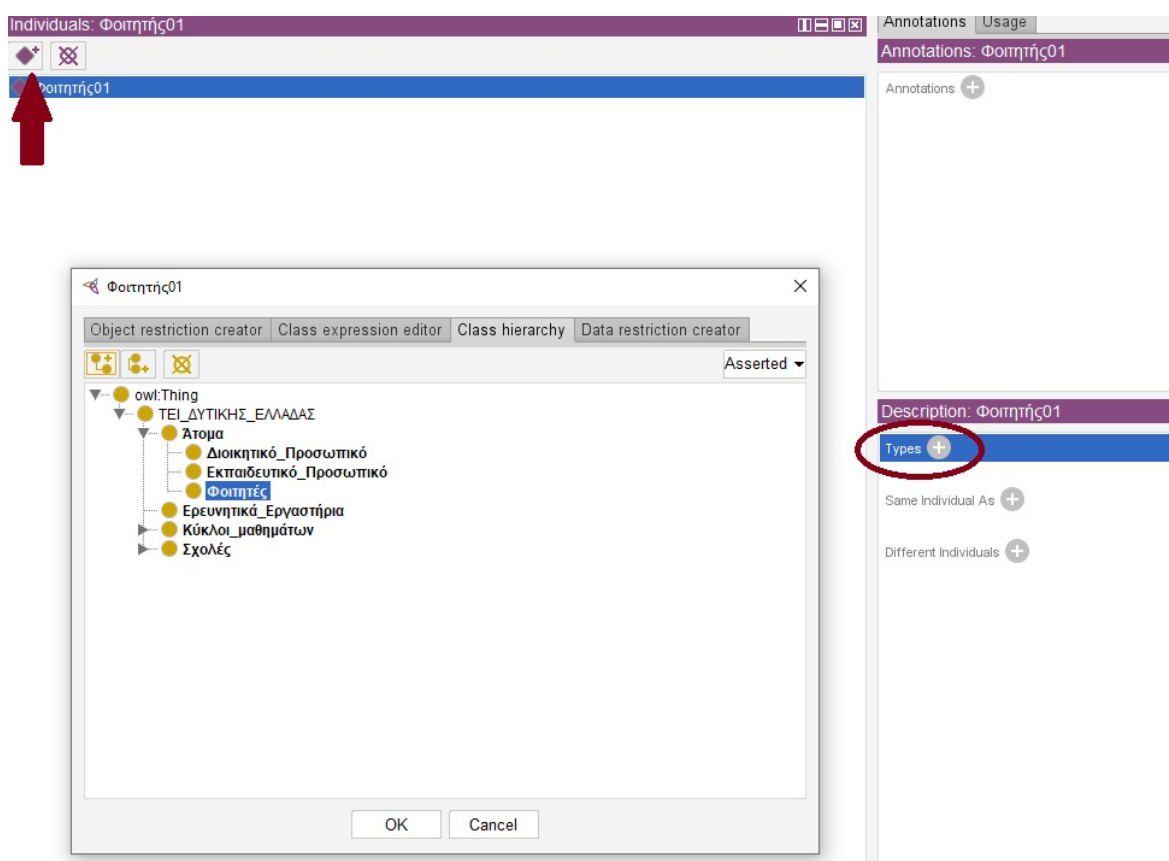 Individuals: Φοιτητής01
Φοιτητής01
Annotations Usage
Annotations: Φοιτητής01
Annotations
Φοιτητής01
Object restriction creator Class expression editor Class hierarchy Data restriction creator
Asserted
owl:Thing
ΤΕΙ_ΔΥΤΙΚΗΣ_ΕΛΛΑΔΑΣ
Άτομα
Διοικητικό_Προσωπικό
Εκπαιδευτικό_Προσωπικό
Φοιτητές
Ερευνητικά_Εργαστήρια
Κύκλοι_μαθημάτων
Σχολές
OK Cancel
Description: Φοιτητής01
Types
Same Individual As
Different Individuals